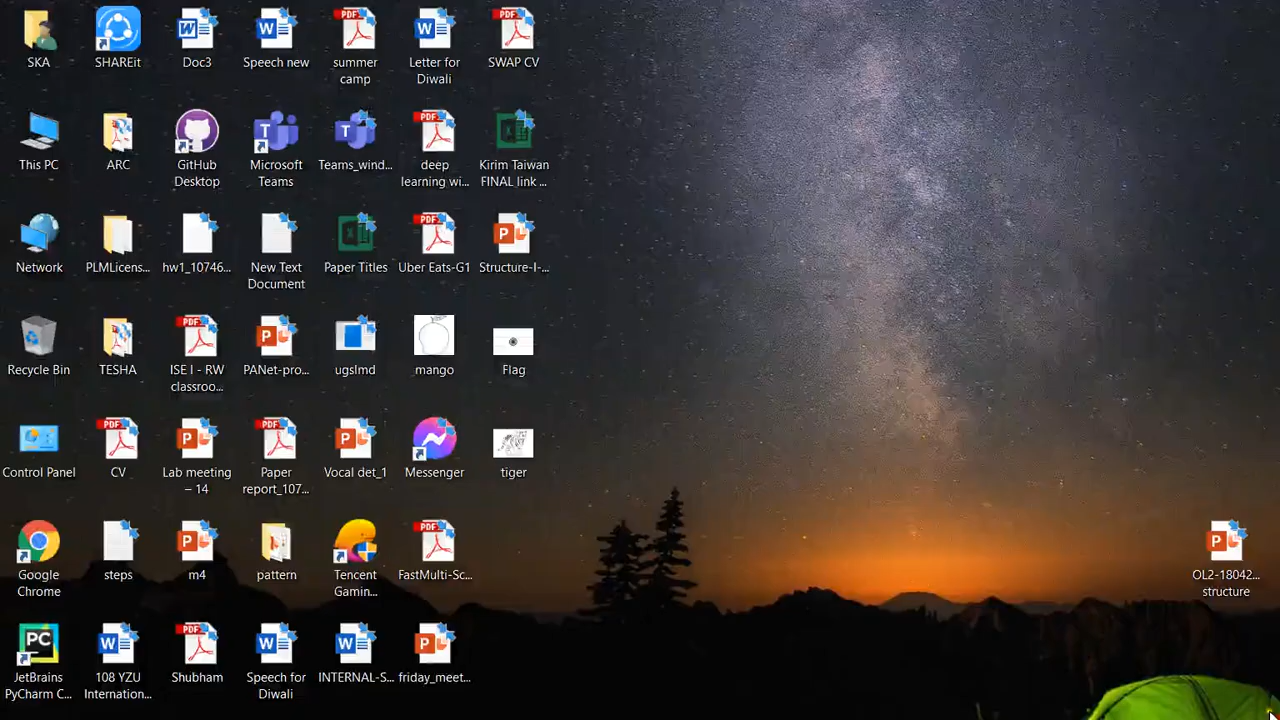 SKA
SHAREit
Doc3
Speech new
summer
camp
Letter for
Diwali
SWAP CV
This PC
ARC
GitHub
Desktop
Microsoft
Teams
Teams_wind...
deep
learning wi...
Kirim Taiwan
FINAL link ...
Network
PLMLicens...
hw1_10746...
New Text
Document
Paper Titles
Uber Eats-G1
Structure-I-...
Recycle Bin
TESHA
ISE I - RW
classroo...
PANet-pro...
ugslmd
mango
Flag
Control Panel
CV
Lab meeting
– 14
Paper
report_107...
Vocal det_1
Messenger
tiger
Google
Chrome
steps
m4
pattern
Tencent
Gamin...
FastMulti-Sc...
OL2-18042...
structure
JetBrains
PyCharm C...
108 YZU
Internation...
Shubham
Speech for
Diwali
INTERNAL-S...
friday_meet...